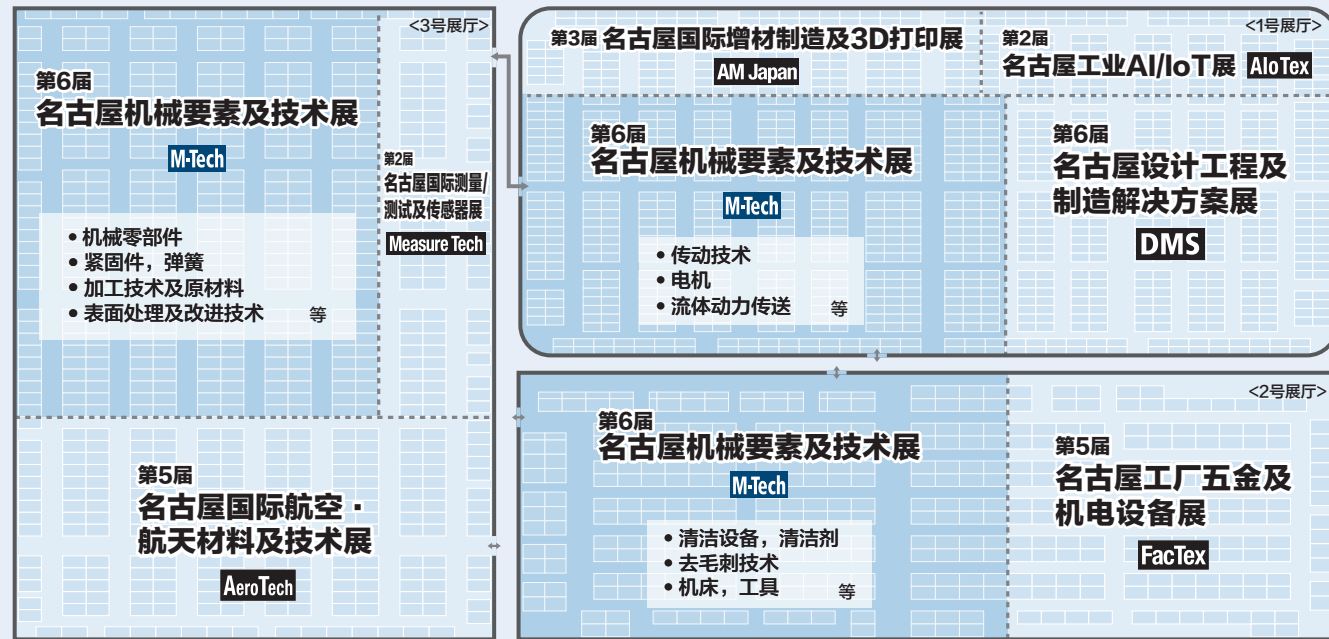 <3号展厅>
第6届
名古屋机械要素及技术展
M-Tech
• 机械零部件
• 紧固件，弹簧
• 加工技术及原材料
• 表面处理及改进技术 等
第2届
名古屋国际测量/
测试及传感器展
Measure Tech
第5届
名古屋国际航空·
航天材料及技术展
AeroTech
<1号展厅>
第3届 名古屋国际增材制造及3D打印展
AM Japan
第2届
名古屋工业AI/IoT展 AIoTex
第6届
名古屋机械要素及技术展
M-Tech
• 传动技术
• 电机
• 流体动力传送 等
第6届
名古屋设计工程及
制造解决方案展
DMS
<2号展厅>
第6届
名古屋机械要素及技术展
M-Tech
• 清洁设备，清洁剂
• 去毛刺技术
• 机床，工具 等
第5届
名古屋工厂五金及
机电设备展
FacTex